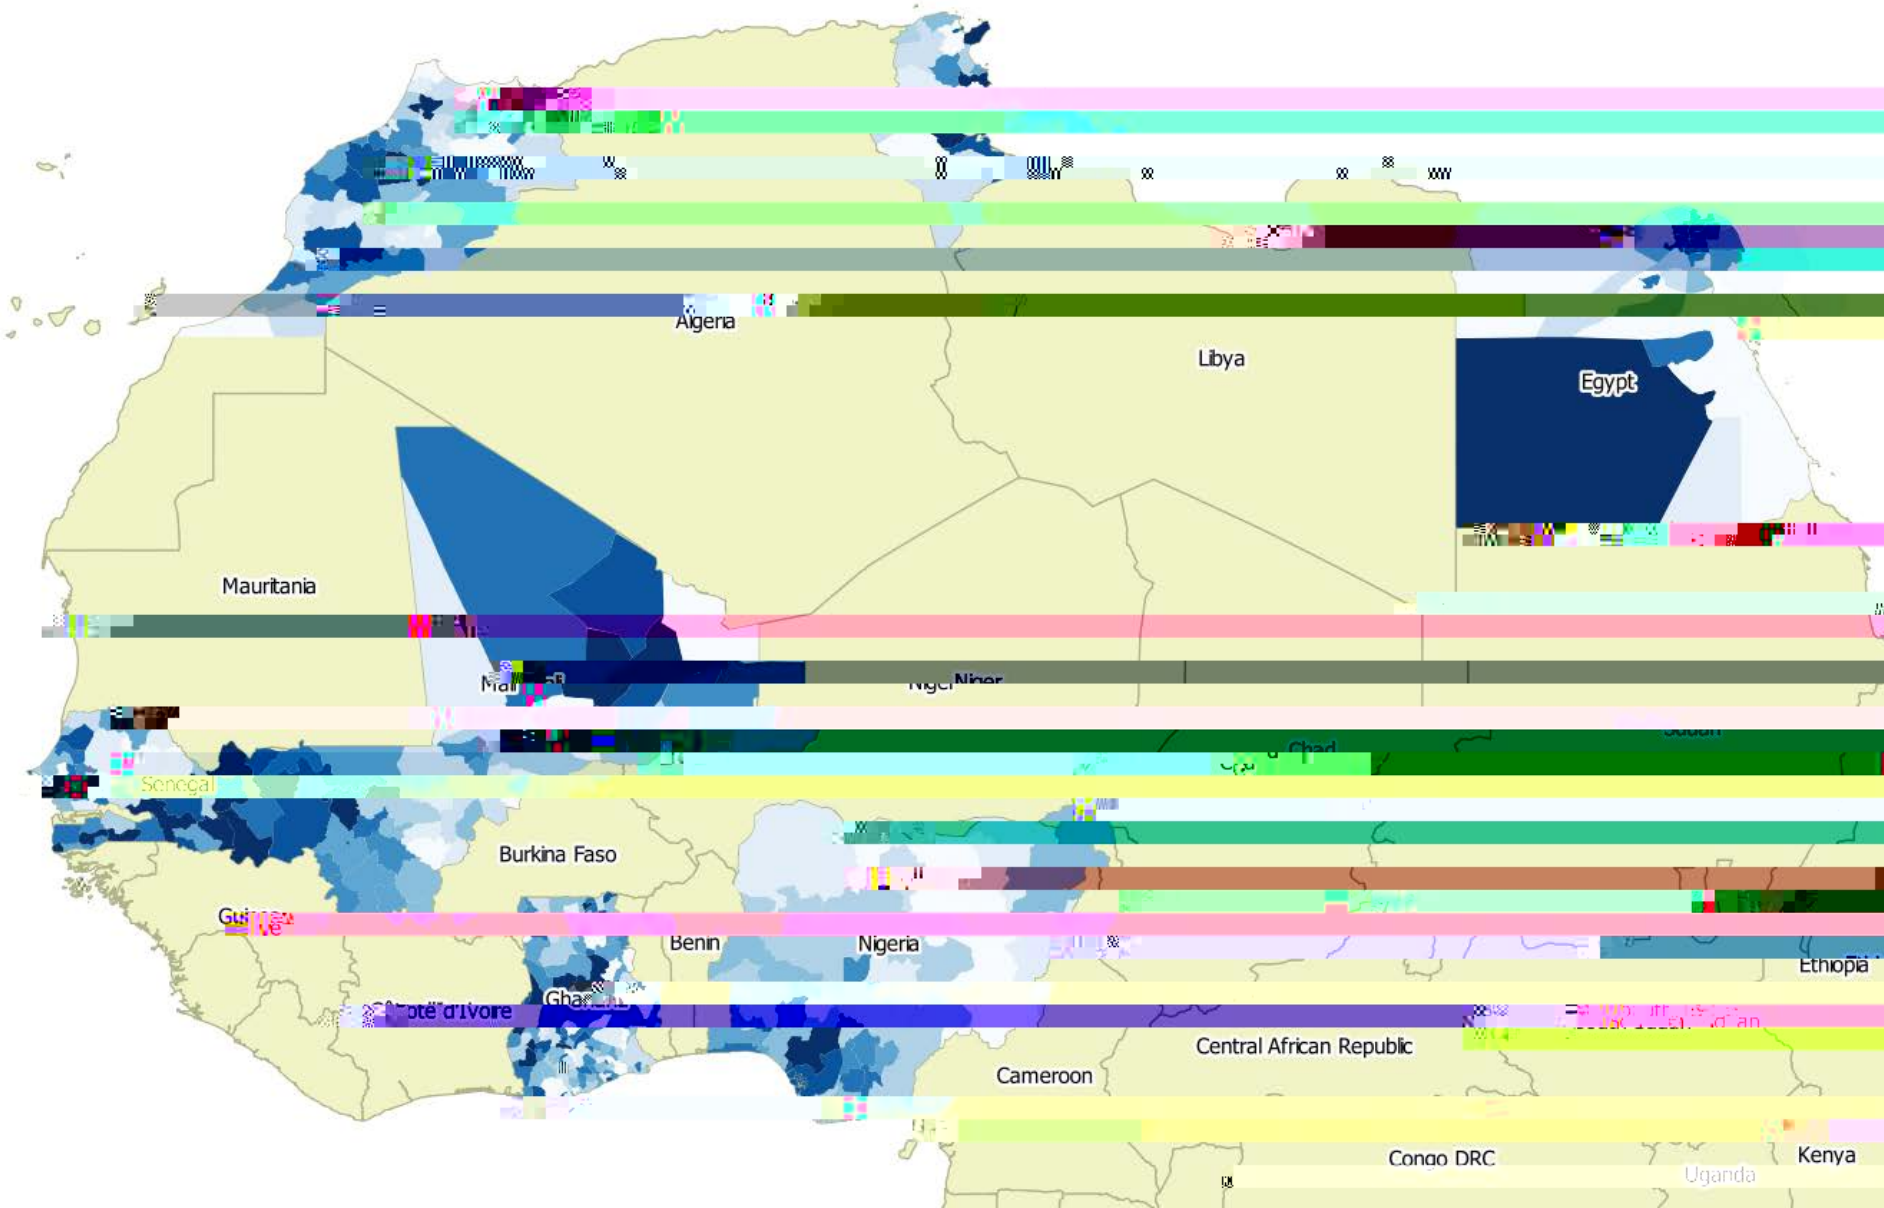 Algeria
Libya
Egypt
Mauritania
Niger
Chad
Senegal
Burkina Faso
Benin
Nigeria
Ethiopia
Central African Republic
Cameroon
Congo DRC
Kenya
Uganda